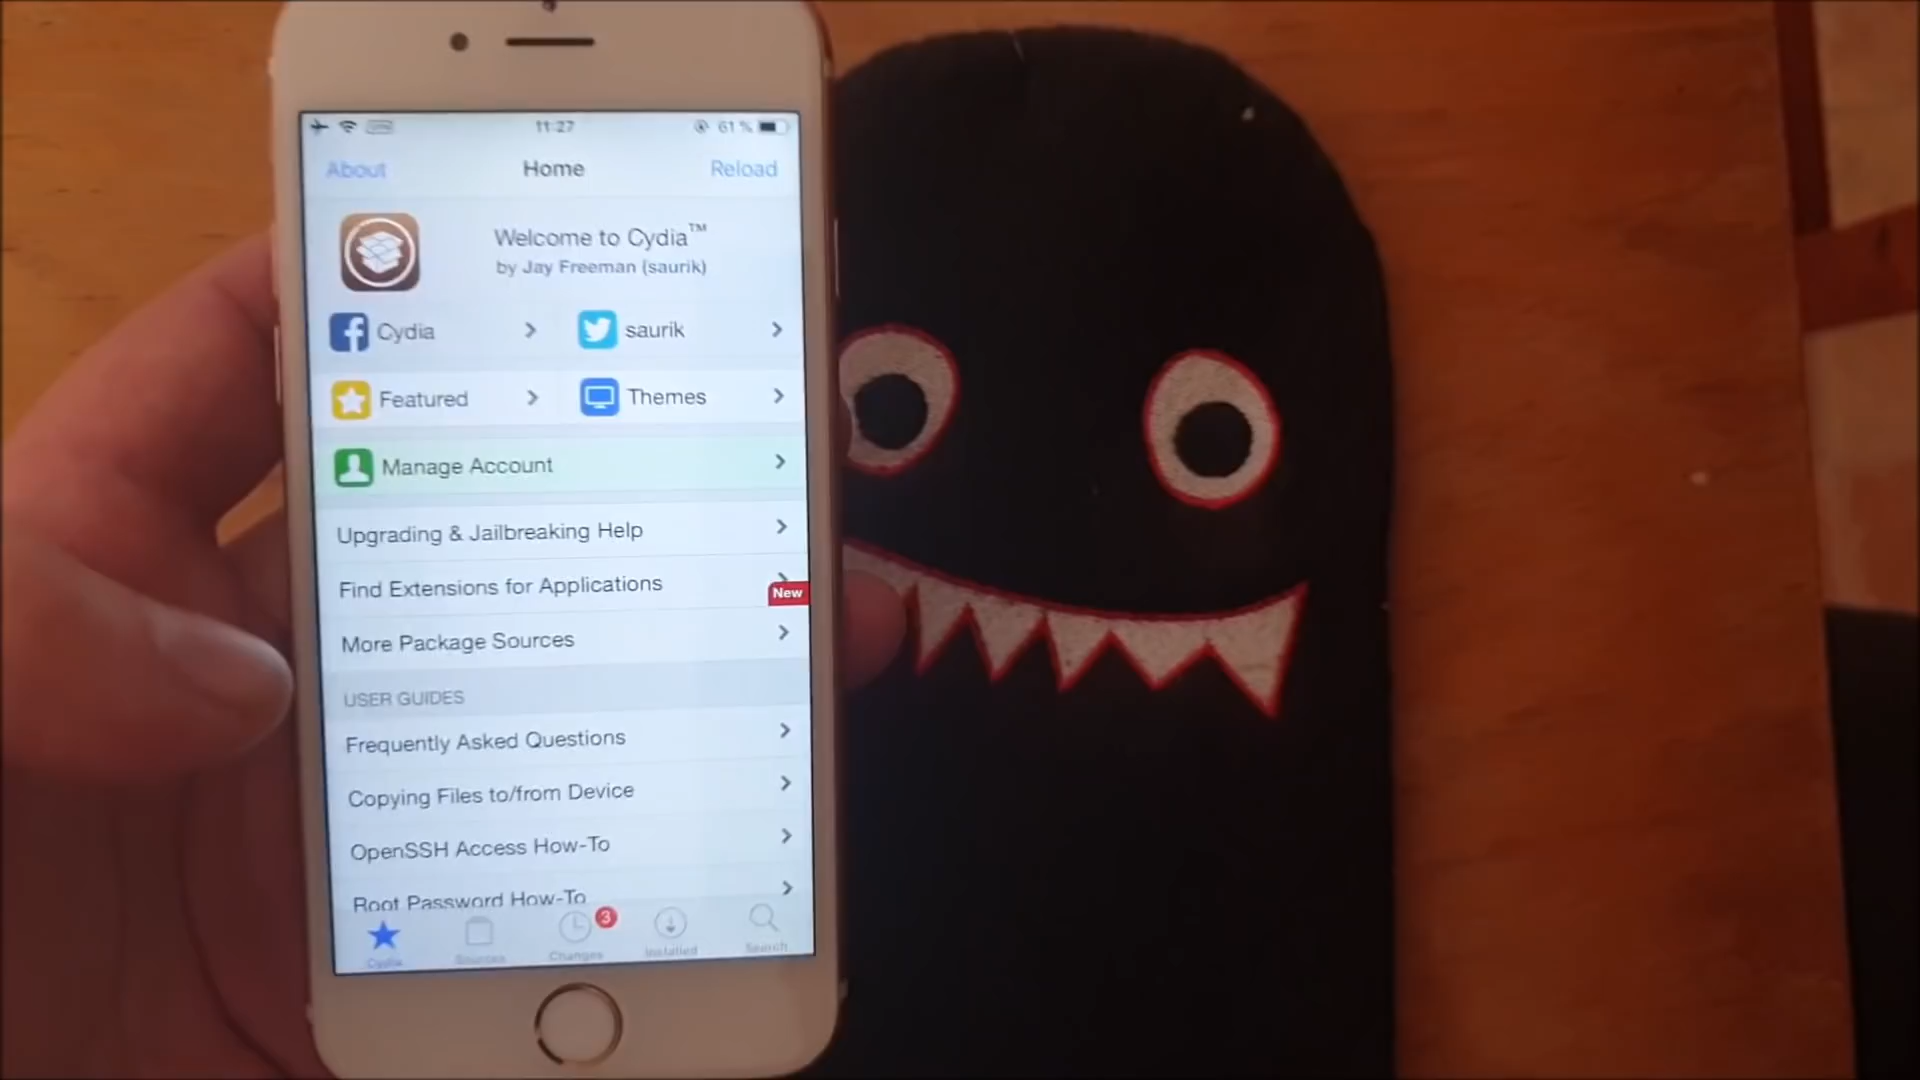 11:27 61 %
About Home Reload
Welcome to Cydia™
by Jay Freeman (saurik)
Cydia saurik
Featured Themes
Manage Account
Upgrading & Jailbreaking Help
Find Extensions for Applications
New
More Package Sources
USER GUIDES
Frequently Asked Questions
Copying Files to/from Device
OpenSSH Access How-To
Root Password How-To
3
Cydia Sources Changes Installed Search